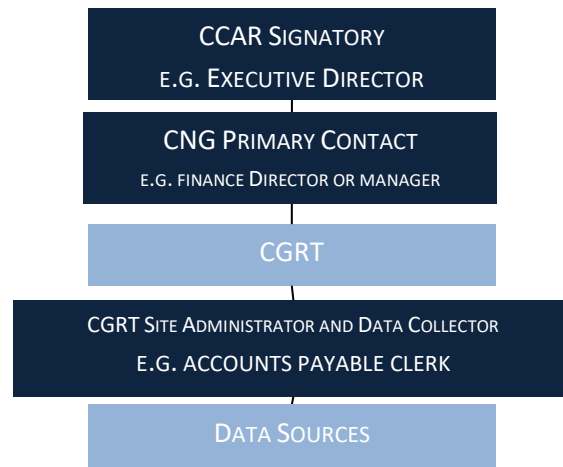 CCAR SIGNATORY
E.G. EXECUTIVE DIRECTOR
CNG PRIMARY CONTACT
E.G. FINANCE DIRECTOR OR MANAGER
CGRT
CGRT SITE ADMINISTRATOR AND DATA COLLECTOR
E.G. ACCOUNTS PAYABLE CLERK
DATA SOURCES